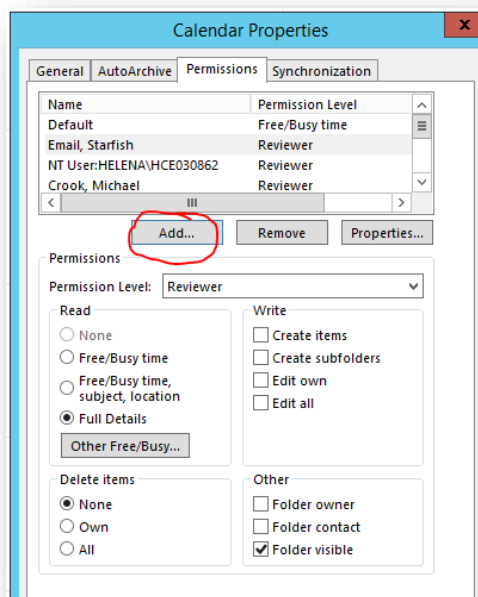 Calendar Properties
x
General AutoArchive Permissions Synchronization
Name Permission Level
Default Free/Busy time
Email, Starfish Reviewer
NT User:HELENA\HCE030862 Reviewer
Crook, Michael Reviewer
Add... Remove Properties...
Permissions
Permission Level: Reviewer
Read
None
Free/Busy time
Free/Busy time,
subject, location
Full Details
Other Free/Busy...
Write
Create items
Create subfolders
Edit own
Edit all
Delete items
None
Own
All
Other
Folder owner
Folder contact
Folder visible